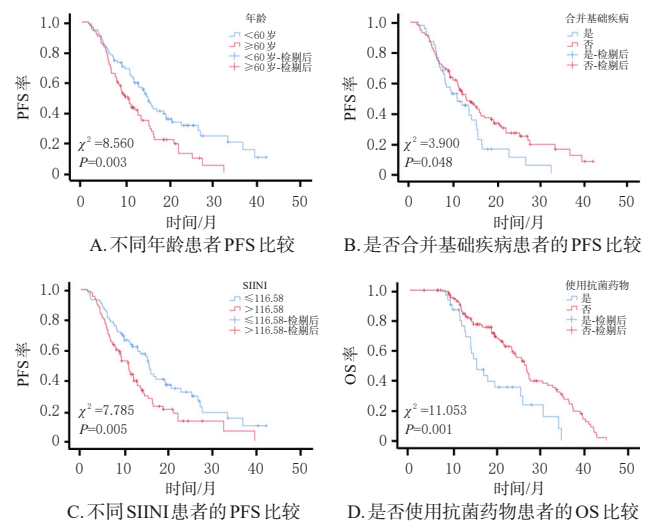 年龄
<60岁
≥60岁
<60岁-检剔后
≥60岁-检剔后
PFS 率
1.0
0.8
0.6
0.4
0.2
0
χ²=8.560
P=0.003
0 10 20 30 40 50
时间/月
A.不同年龄患者PFS比较
合并基础疾病
是
否
是-检剔后
否-检剔后
PFS 率
1.0
0.8
0.6
0.4
0.2
0
χ²=3.900
P=0.048
0 10 20 30 40 50
时间/月
B.是否合并基础疾病患者的PFS比较
SIINI
≤116.58
>116.58
≤116.58-检剔后
>116.58-检剔后
PFS 率
1.0
0.8
0.6
0.4
0.2
0
χ²=7.785
P=0.005
0 10 20 30 40 50
时间/月
C.不同SIINI患者的PFS比较
使用抗菌药物
是
否
是-检剔后
否-检剔后
OS 率
1.0
0.8
0.6
0.4
0.2
0
χ²=11.053
P=0.001
0 10 20 30 40 50
时间/月
D.是否使用抗菌药物患者的OS比较